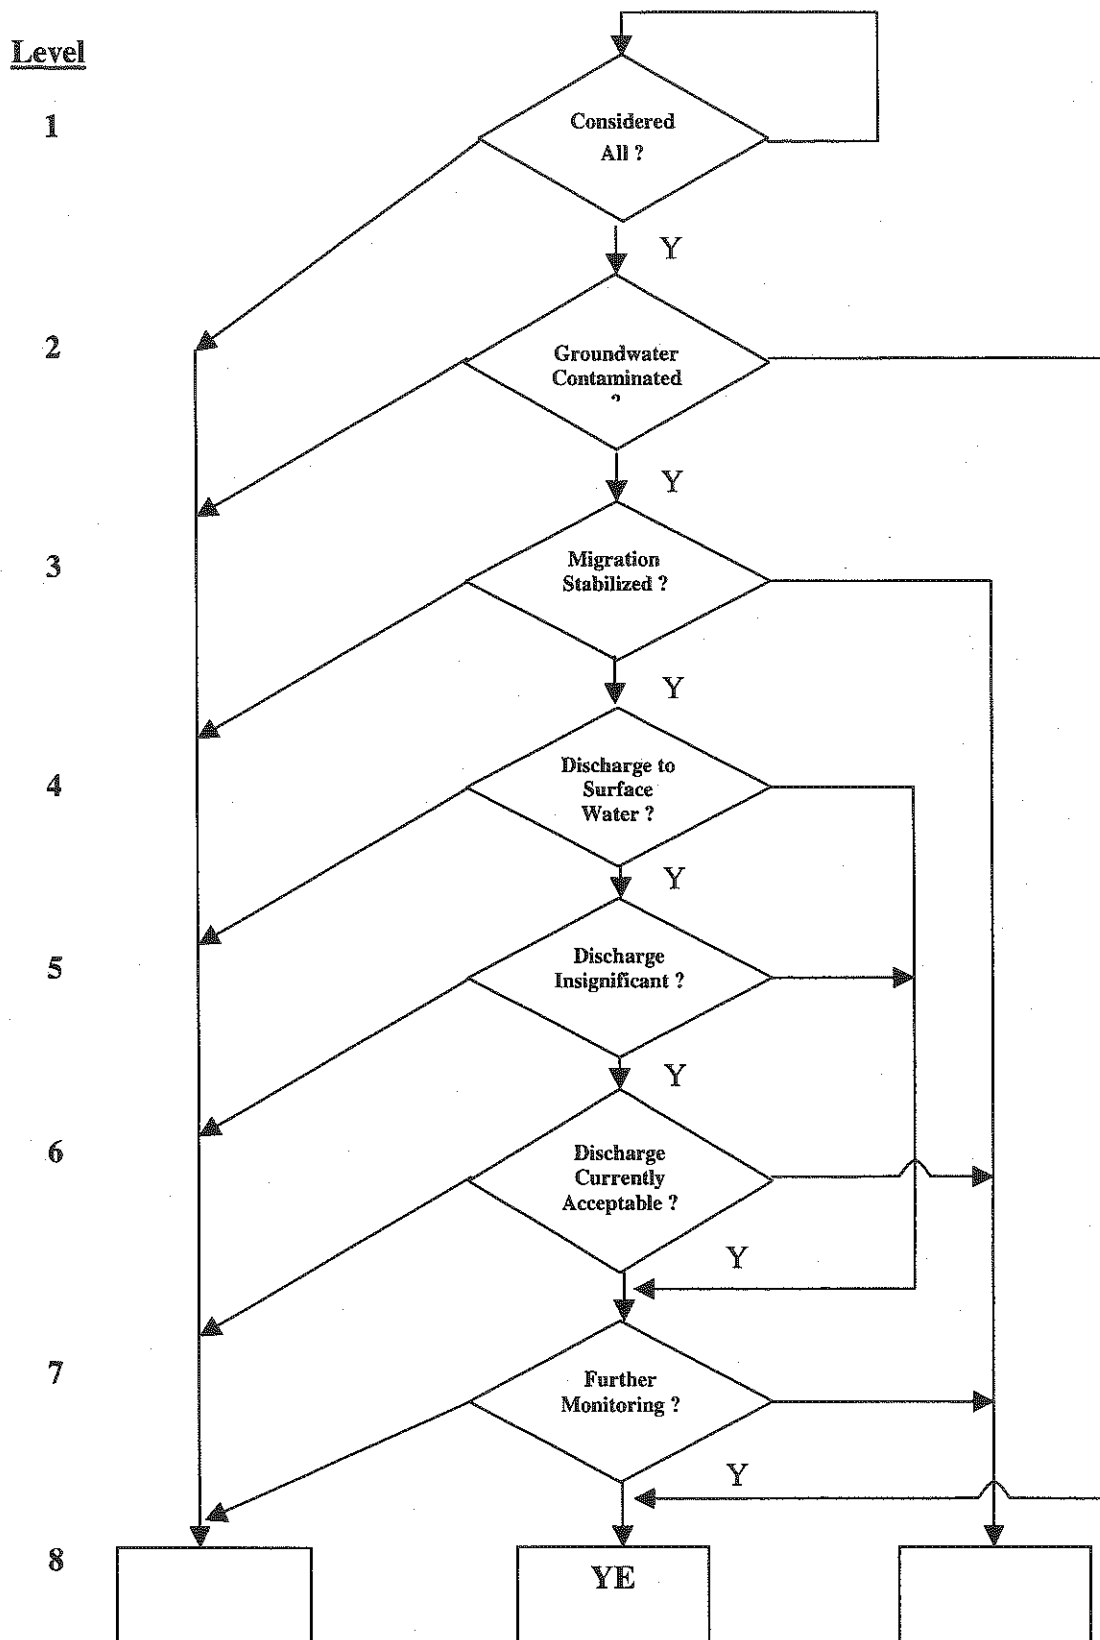 Level
1
Considered
All ?
Y
2
Groundwater
Contaminated
?
Y
3
Migration
Stabilized ?
Y
4
Discharge to
Surface
Water ?
Y
5
Discharge
Insignificant ?
Y
6
Discharge
Currently
Acceptable ?
Y
7
Further
Monitoring ?
Y
8
YE